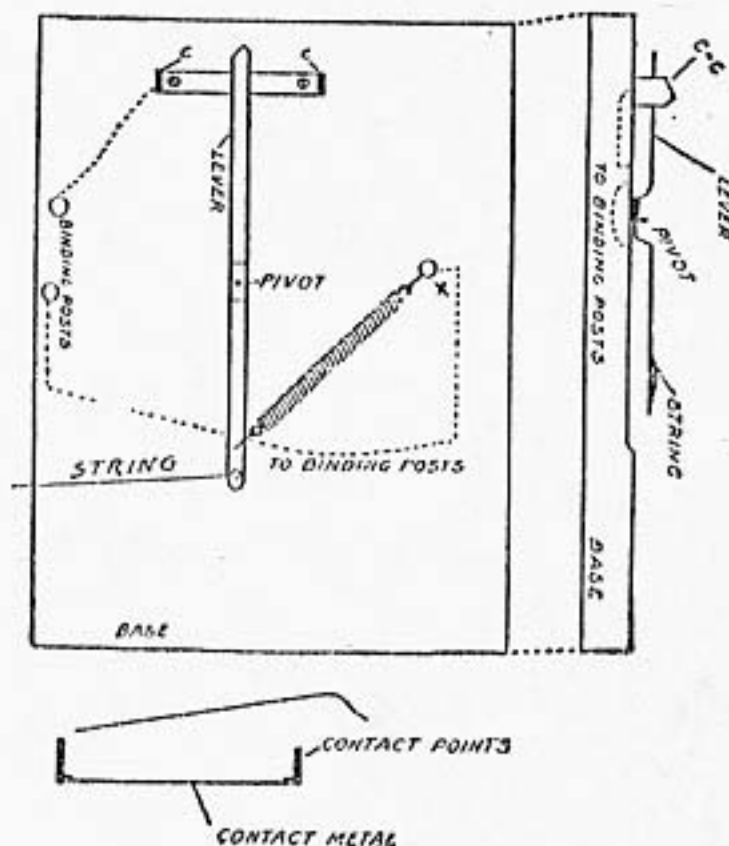 C
C
LEVER
BINDING POSTS
PIVOT
X
STRING
TO BINDING POSTS
BASE
C-C
LEVER
PIVOT
TO BINDING POSTS
STRING
BASE
CONTACT POINTS
CONTACT METAL